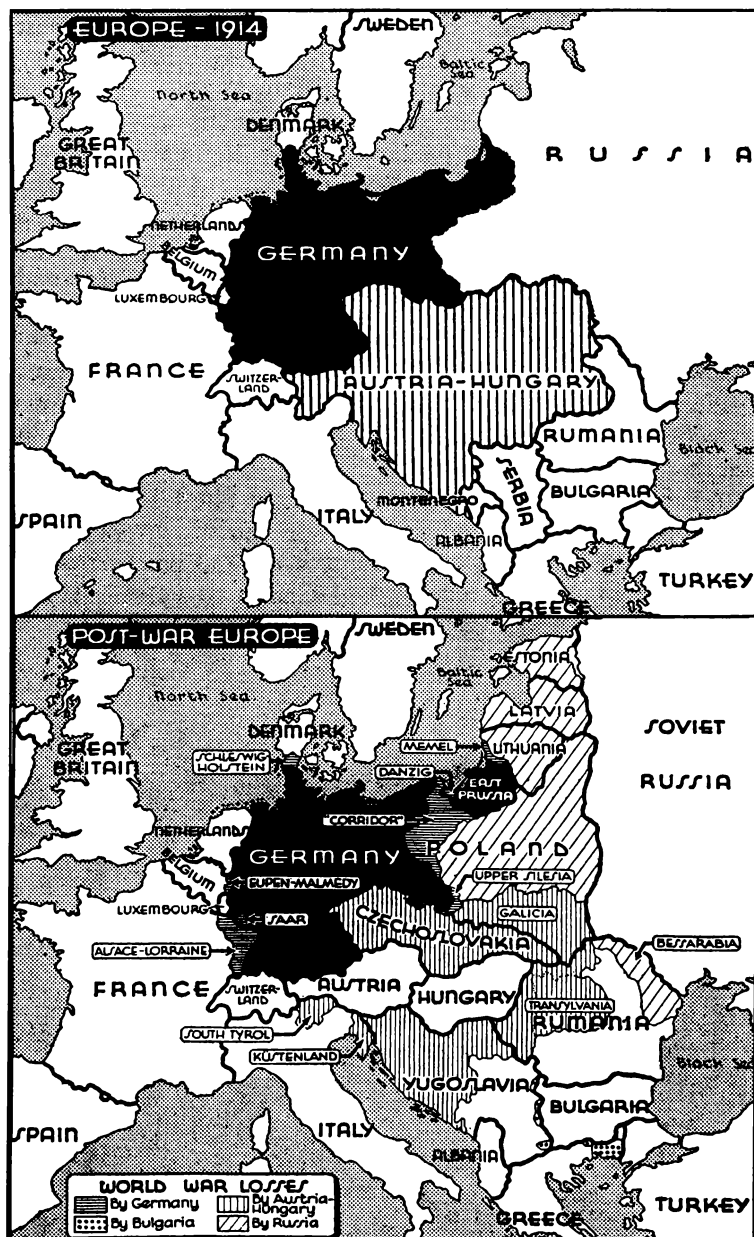 EUROPE - 1914
SWEDEN
Baltic
Sea
North Sea
DENMARK
GREAT
BRITAIN
RUSSIA
NETHERLANDS
BELGIUM
GERMANY
LUXEMBOURG
FRANCE
SWITZER-
LAND
AUSTRIA-HUNGARY
RUMANIA
Black Sea
SERBIA
BULGARIA
MONTENEGRO
SPAIN
ITALY
ALBANIA
TURKEY
GREECE
POST-WAR EUROPE
SWEDEN
ESTONIA
Baltic
Sea
North Sea
LATVIA
DENMARK
SOVIET
RUSSIA
GREAT
BRITAIN
SCHLESWIG
HOLSTEIN
MEMEL
LITHUANIA
DANZIG
EAST
PRUSSIA
"CORRIDOR"
NETHERLANDS
BELGIUM
GERMANY
POLAND
EUPEN-MALMEDY
UPPER SILESIA
LUXEMBOURG
SAAR
GALICIA
CZECHOSLOVAKIA
ALSACE-LORRAINE
BESSARABIA
FRANCE
SWITZER-
LAND
AUSTRIA
HUNGARY
TRANSYLVANIA
RUMANIA
SOUTH TYROL
KÜSTENLAND
Black Sea
YUGOSLAVIA
BULGARIA
SPAIN
ITALY
ALBANIA
TURKEY
GREECE
WORLD WAR LOSSES
By Germany
By Austria-
Hungary
By Bulgaria
By Russia